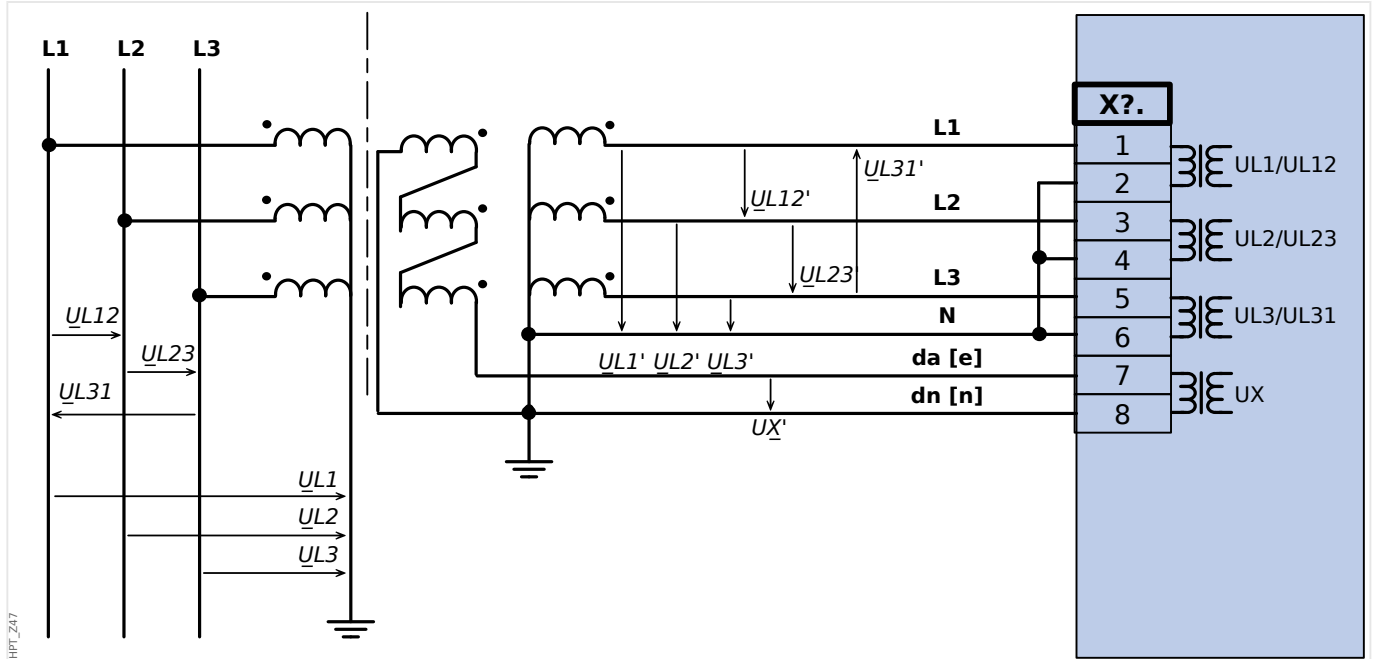 L1 L2 L3
X?.
L1
1
UL31'
UL1/UL12
2
UL12'
L2
3
UL2/UL23
4
UL23'
L3
5
UL12
N
UL3/UL31
6
UL23
UL1' UL2' UL3'
da [e]
7
UL31
dn [n]
UX
8
UX'
UL1
UL2
UL3
HPT_Z47